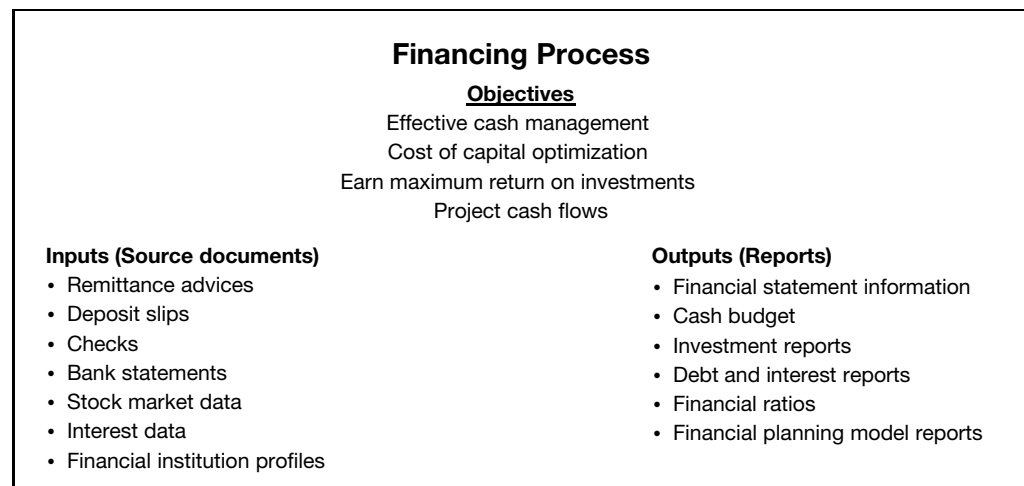 Financing Process
Objectives
Effective cash management
Cost of capital optimization
Earn maximum return on investments
Project cash flows
Inputs (Source documents)
• Remittance advices
• Deposit slips
• Checks
• Bank statements
• Stock market data
• Interest data
• Financial institution profiles
Outputs (Reports)
• Financial statement information
• Cash budget
• Investment reports
• Debt and interest reports
• Financial ratios
• Financial planning model reports